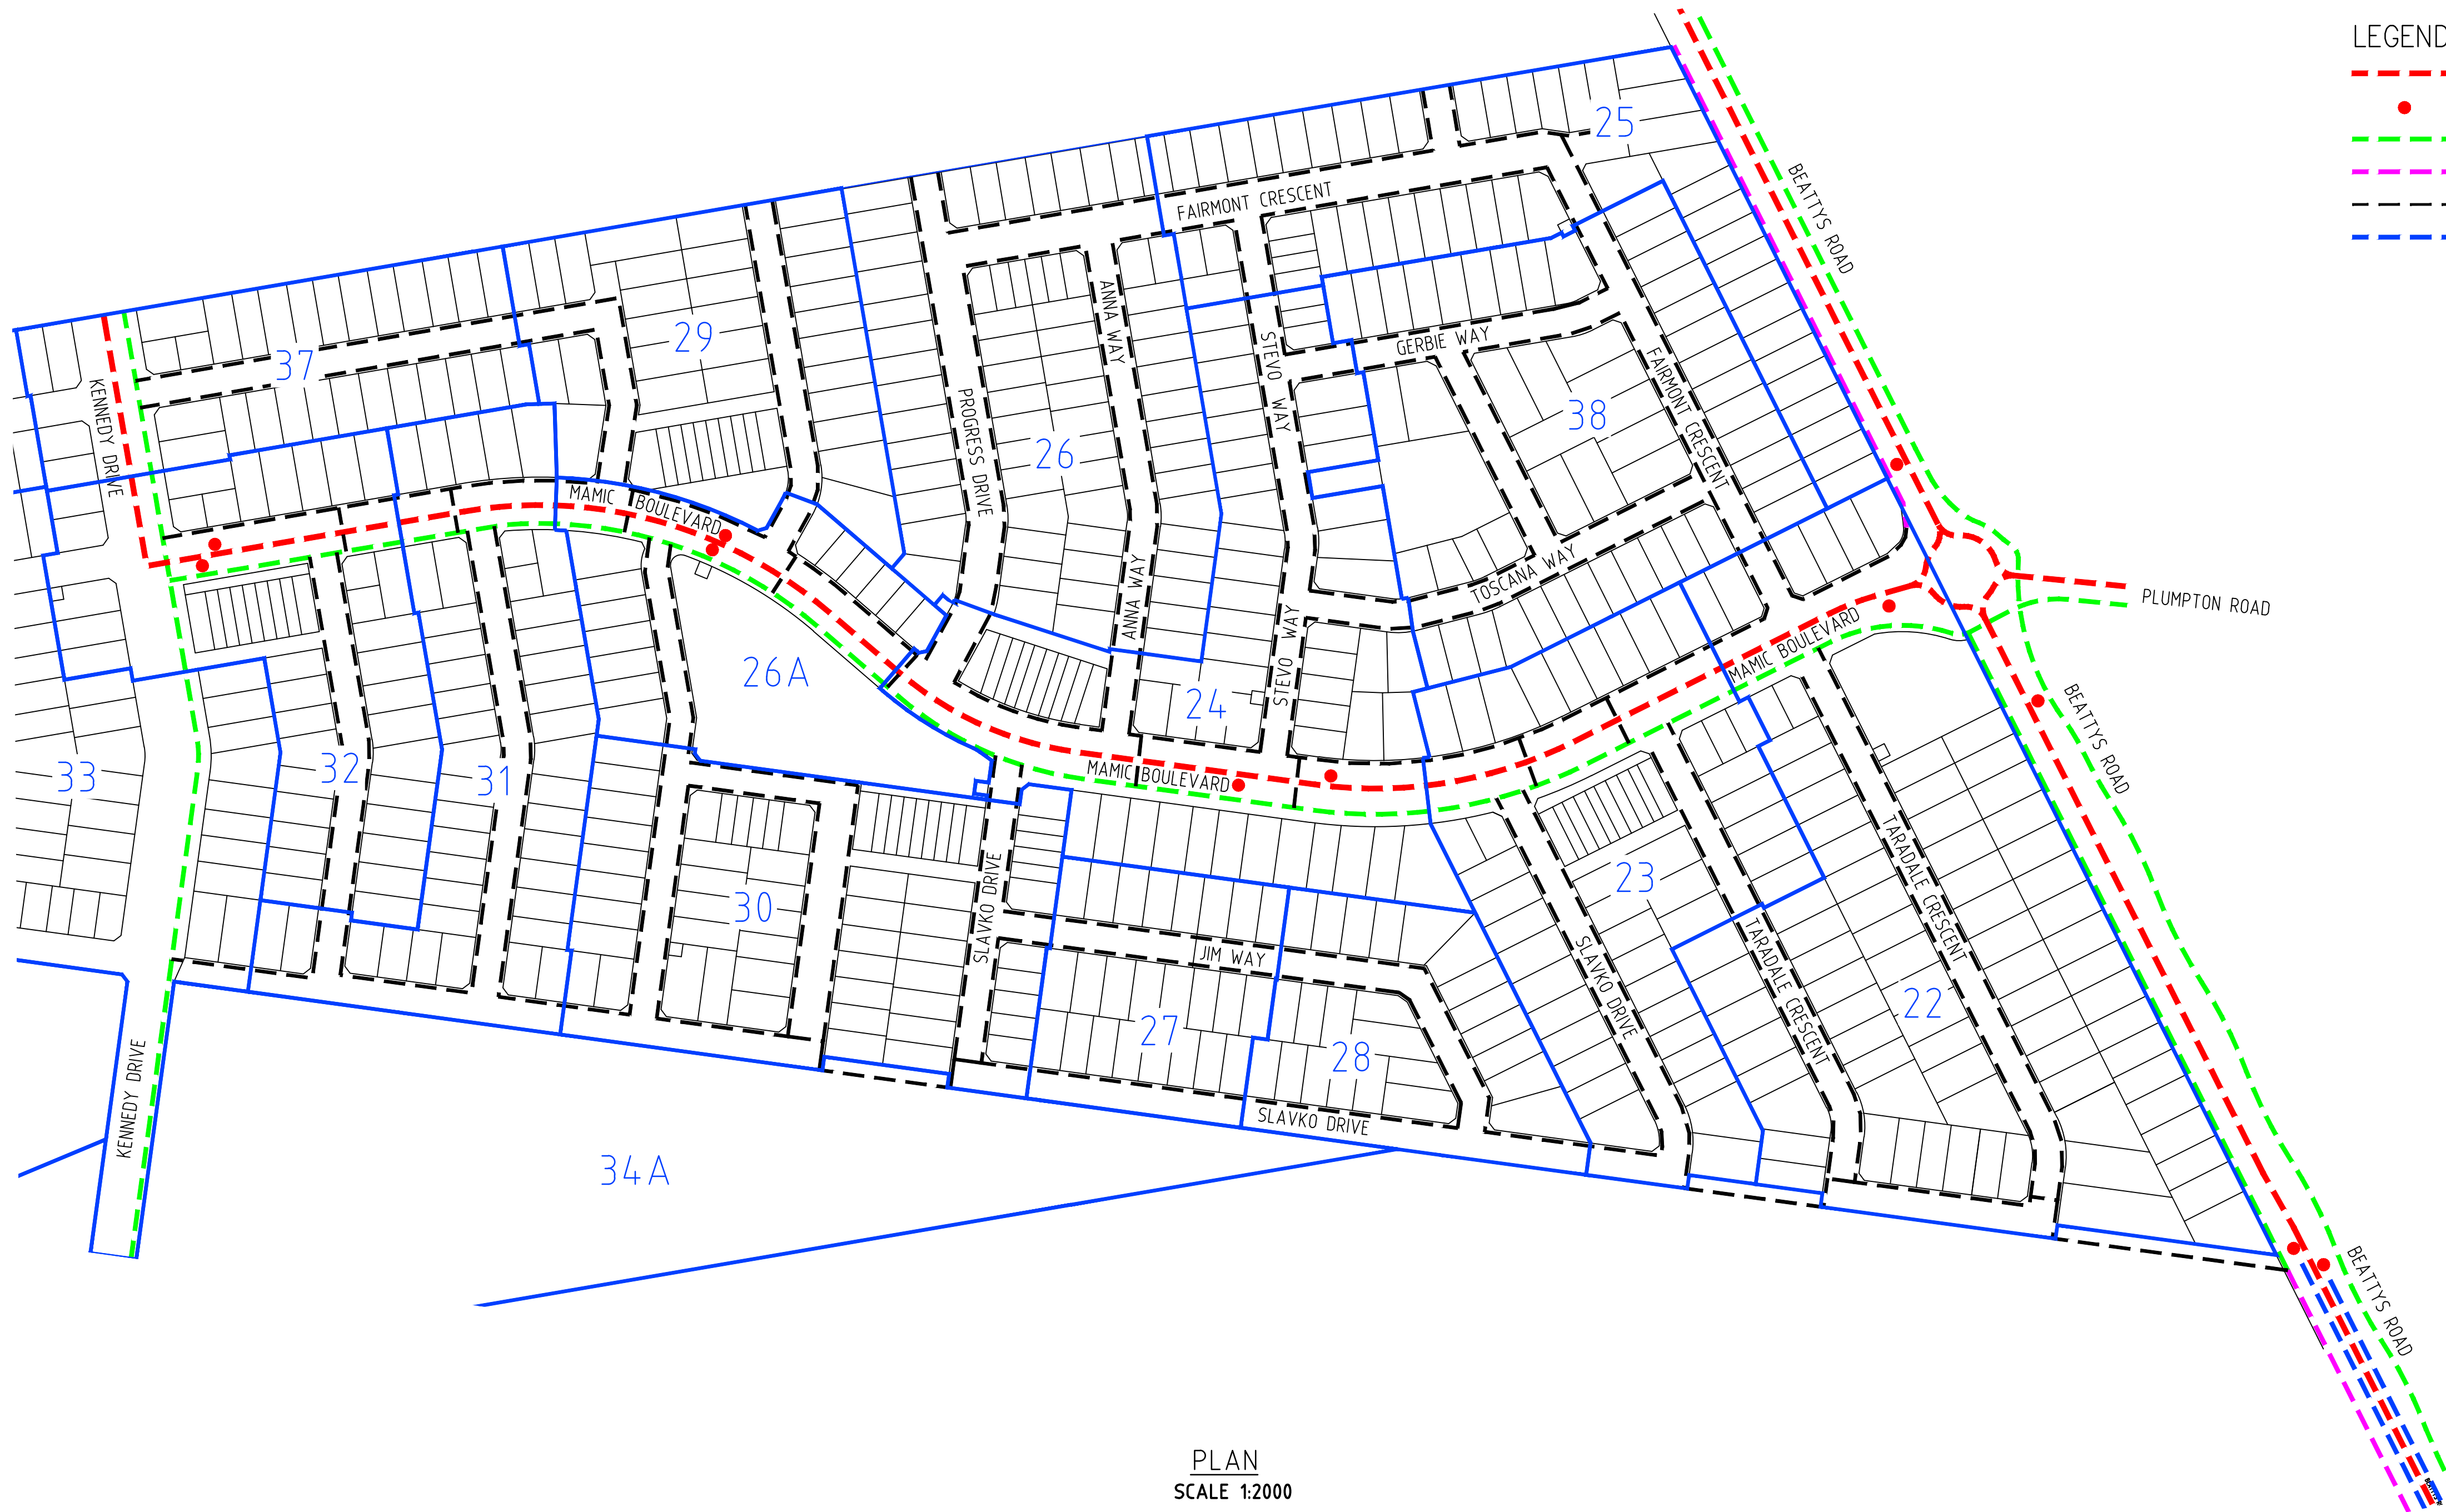 LEGEND
25
BEATTYS ROAD
FAIRMONT CRESCENT
29
37
ANNA WAY
STEVO WAY
GERBIE WAY
KENNEDY DRIVE
PROGRESS DRIVE
FAIRMONT CRESCENT
38
26
MAMIC BOULEVARD
TOSCANA WAY
ANNA WAY
PLUMPTON ROAD
STEVO WAY
MAMIC BOULEVARD
26A
24
BEATTYS ROAD
33
32
31
MAMIC BOULEVARD
TARADALE CRESCENT
23
30
SLAVKO DRIVE
JIM WAY
SLAVKO DRIVE
TARADALE CRESCENT
22
27
28
KENNEDY DRIVE
SLAVKO DRIVE
34A
BEATTYS ROAD
PLAN
SCALE 1:2000